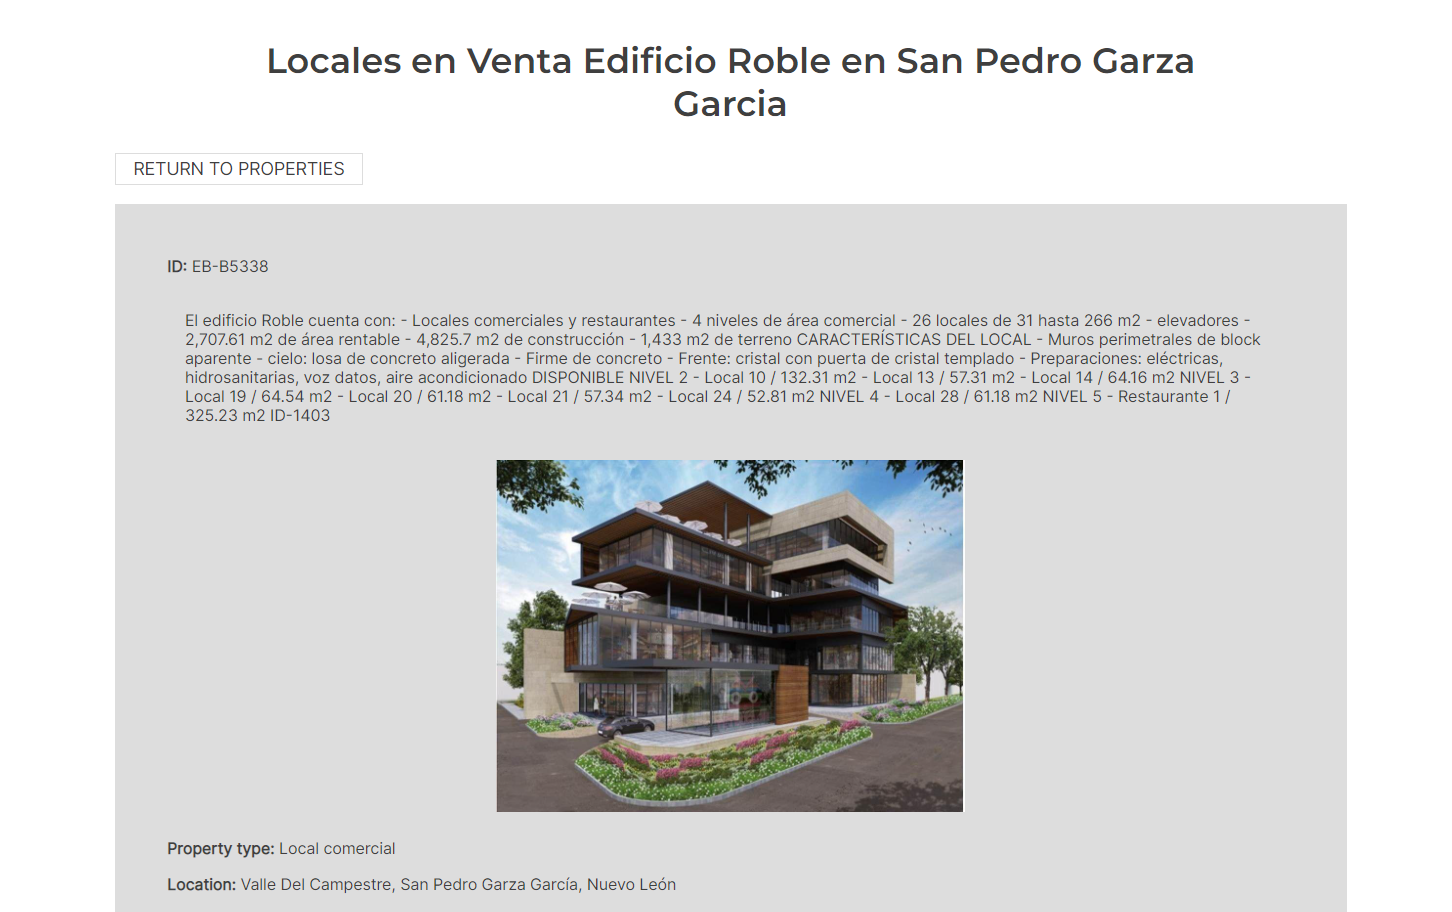 Locales en Venta Edificio Roble en San Pedro Garza
Garcia
RETURN TO PROPERTIES
ID: EB-B5338
El edificio Roble cuenta con: - Locales comerciales y restaurantes - 4 niveles de área comercial - 26 locales de 31 hasta 266 m2 - elevadores -
2,707.61 m2 de área rentable - 4,825.7 m2 de construcción - 1,433 m2 de terreno CARACTERÍSTICAS DEL LOCAL - Muros perimetrales de block
aparente - cielo: losa de concreto aligerada - Firme de concreto - Frente: cristal con puerta de cristal templado - Preparaciones: eléctricas,
hidrosanitarias, voz datos, aire acondicionado DISPONIBLE NIVEL 2 - Local 10 / 132.31 m2 - Local 13 / 57.31 m2 - Local 14 / 64.16 m2 NIVEL 3 -
Local 19 / 64.54 m2 - Local 20 / 61.18 m2 - Local 21 / 57.34 m2 - Local 24 / 52.81 m2 NIVEL 4 - Local 28 / 61.18 m2 NIVEL 5 - Restaurante 1 /
325.23 m2 ID-1403
Property type: Local comercial
Location: Valle Del Campestre, San Pedro Garza García, Nuevo León